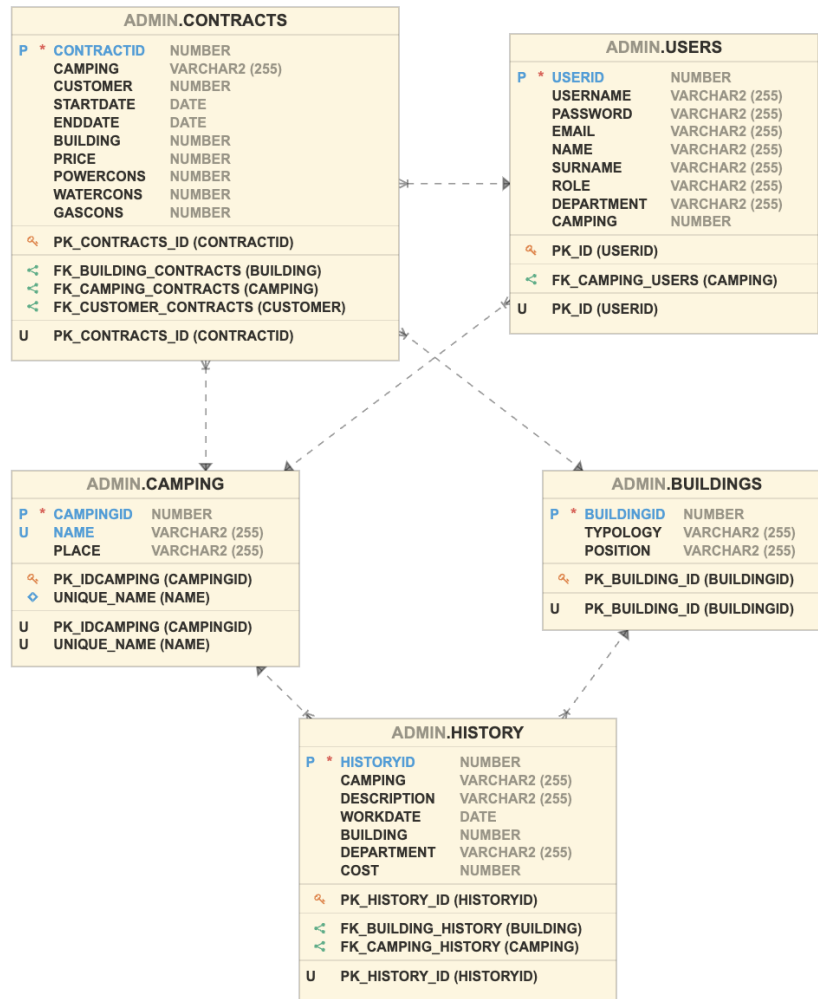 ADMIN.CONTRACTS
P * CONTRACTID NUMBER
CAMPING VARCHAR2 (255)
CUSTOMER NUMBER
STARTDATE DATE
ENDDATE DATE
BUILDING NUMBER
PRICE NUMBER
POWERCONS NUMBER
WATERCONS NUMBER
GASCONS NUMBER
PK_CONTRACTS_ID (CONTRACTID)
FK_BUILDING_CONTRACTS (BUILDING)
FK_CAMPING_CONTRACTS (CAMPING)
FK_CUSTOMER_CONTRACTS (CUSTOMER)
U PK_CONTRACTS_ID (CONTRACTID)
ADMIN.USERS
P * USERID NUMBER
USERNAME VARCHAR2 (255)
PASSWORD VARCHAR2 (255)
EMAIL VARCHAR2 (255)
NAME VARCHAR2 (255)
SURNAME VARCHAR2 (255)
ROLE VARCHAR2 (255)
DEPARTMENT VARCHAR2 (255)
CAMPING NUMBER
PK_ID (USERID)
FK_CAMPING_USERS (CAMPING)
U PK_ID (USERID)
ADMIN.CAMPING
P * CAMPINGID NUMBER
U NAME VARCHAR2 (255)
PLACE VARCHAR2 (255)
PK_IDCAMPING (CAMPINGID)
UNIQUE_NAME (NAME)
U PK_IDCAMPING (CAMPINGID)
U UNIQUE_NAME (NAME)
ADMIN.BUILDINGS
P * BUILDINGID NUMBER
TYPOLOGY VARCHAR2 (255)
POSITION VARCHAR2 (255)
PK_BUILDING_ID (BUILDINGID)
U PK_BUILDING_ID (BUILDINGID)
ADMIN.HISTORY
P * HISTORYID NUMBER
CAMPING VARCHAR2 (255)
DESCRIPTION VARCHAR2 (255)
WORKDATE DATE
BUILDING NUMBER
DEPARTMENT VARCHAR2 (255)
COST NUMBER
PK_HISTORY_ID (HISTORYID)
FK_BUILDING_HISTORY (BUILDING)
FK_CAMPING_HISTORY (CAMPING)
U PK_HISTORY_ID (HISTORYID)